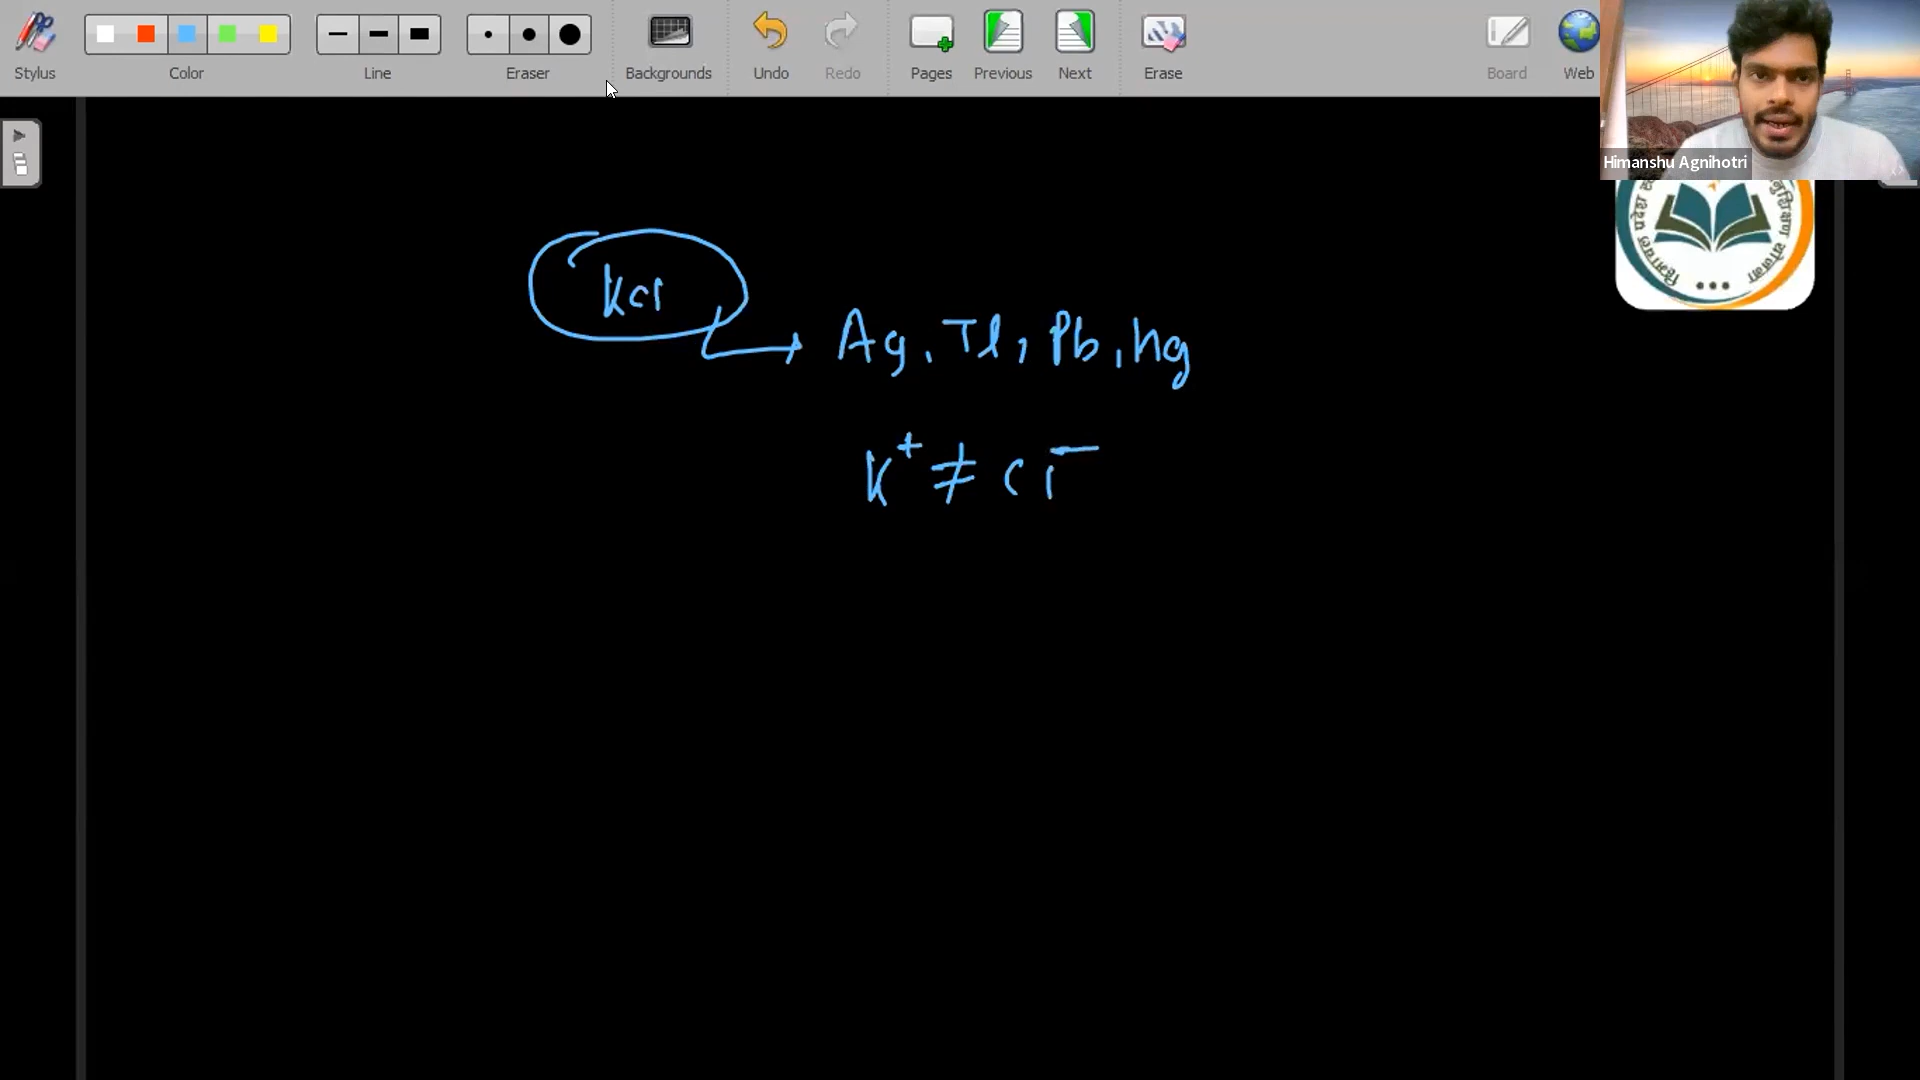 Stylus Color Line Eraser Backgrounds Undo Redo Pages Previous Next Erase Board Web
Himanshu Agnihotri
KCl
Ag, Tl, Pb, Hg
K⁺ ≠ Cl⁻